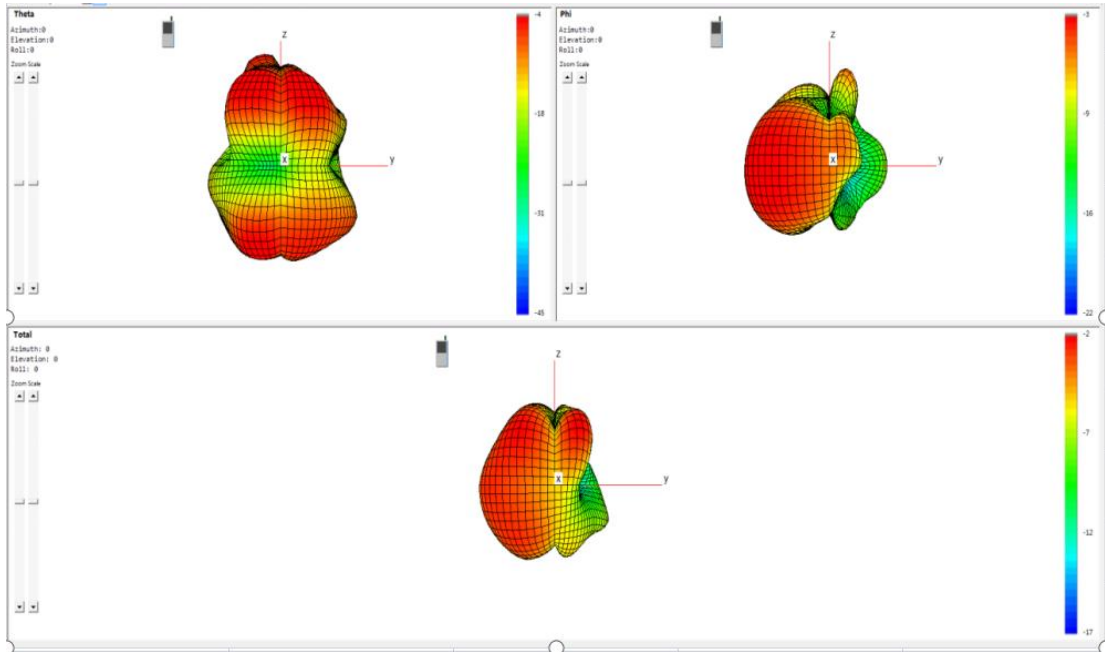 Theta
Azimuth:0
Elevation:0
Roll:0
Zoom Scale
z
x
y
-4
-18
-31
-45
Phi
Azimuth:0
Elevation:0
Roll:0
Zoom Scale
z
x
y
-3
-9
-16
-22
Total
Azimuth: 0
Elevation: 0
Roll: 0
Zoom Scale
z
x
y
-2
-7
-12
-17